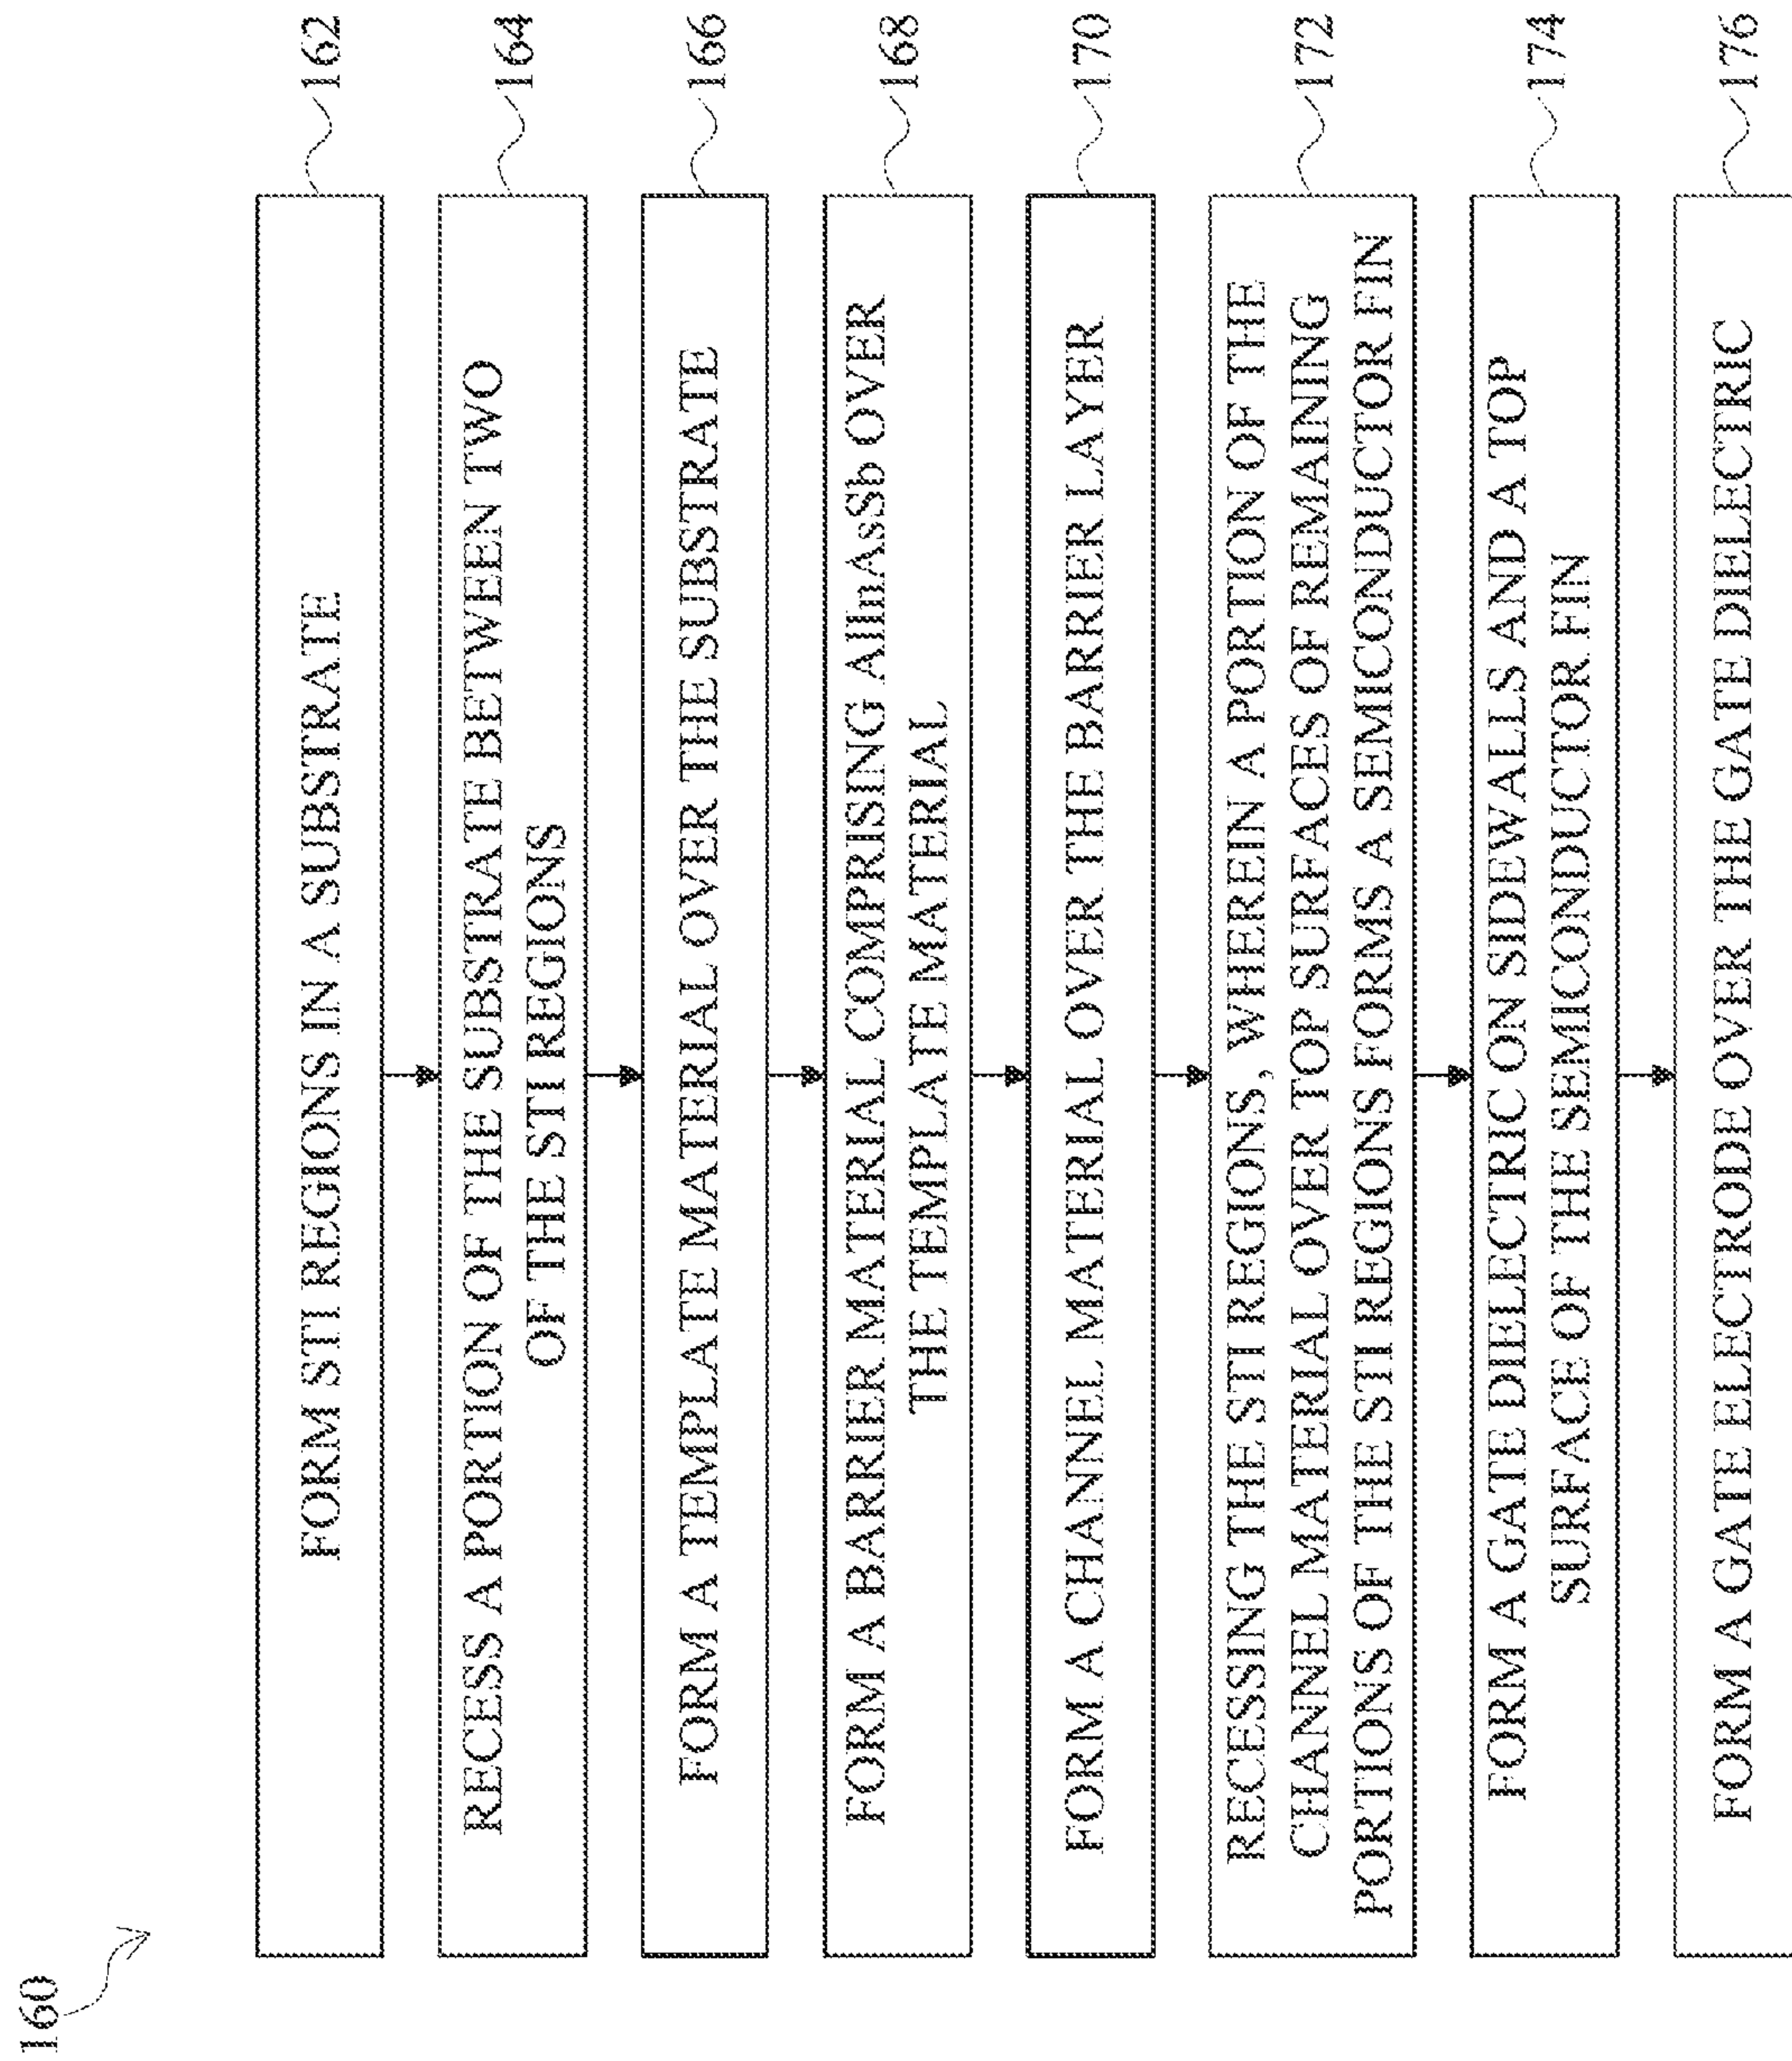 160
FORM STI REGIONS IN A SUBSTRATE
162
RECESS A PORTION OF THE SUBSTRATE BETWEEN TWO
OF THE STI REGIONS
164
FORM A TEMPLATE MATERIAL OVER THE SUBSTRATE
166
FORM A BARRIER MATERIAL COMPRISING AlInAsSb OVER
THE TEMPLATE MATERIAL
168
FORM A CHANNEL MATERIAL OVER THE BARRIER LAYER
170
RECESSING THE STI REGIONS, WHEREIN A PORTION OF THE
CHANNEL MATERIAL OVER TOP SURFACES OF REMAINING
PORTIONS OF THE STI REGIONS FORMS A SEMICONDUCTOR FIN
172
FORM A GATE DIELECTRIC ON SIDEWALLS AND A TOP
SURFACE OF THE SEMICONDUCTOR FIN
174
FORM A GATE ELECTRODE OVER THE GATE DIELECTRIC
176